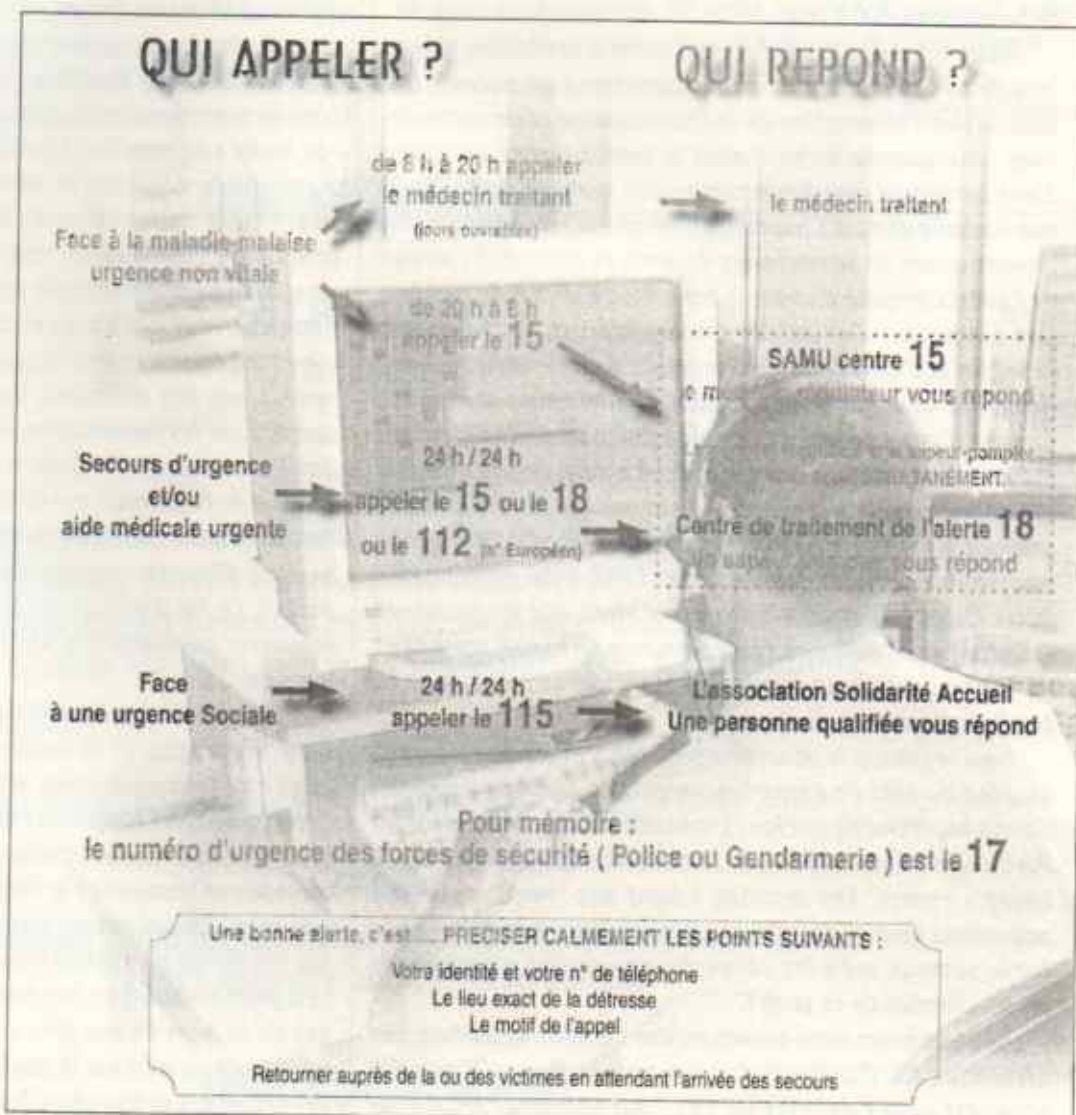 QUI APPELER ?
QUI REPOND ?
de 8 h à 20 h appeler
le médecin traitant
(jours ouvrables)
le médecin traitant
Face à la maladie-malaise
urgence non vitale
de 20 h à 8 h
appeler le 15
SAMU centre 15
vous répond
Secours d'urgence
et/ou
aide médicale urgente
24 h / 24 h
appeler le 15 ou le 18
ou le 112 (n° Européen)
sapeur-pompier
Centre de traitement de l'alerte 18
vous répond
Face
à une urgence Sociale
24 h / 24 h
appeler le 115
L'association Solidarité Accueil
Une personne qualifiée vous répond
Pour mémoire :
le numéro d'urgence des forces de sécurité ( Police ou Gendarmerie ) est le 17
Une bonne alerte, c'est.... PRECISER CALMEMENT LES POINTS SUIVANTS :
Votre identité et votre n° de téléphone
Le lieu exact de la détresse
Le motif de l'appel
Retourner auprès de la ou des victimes en attendant l'arrivée des secours